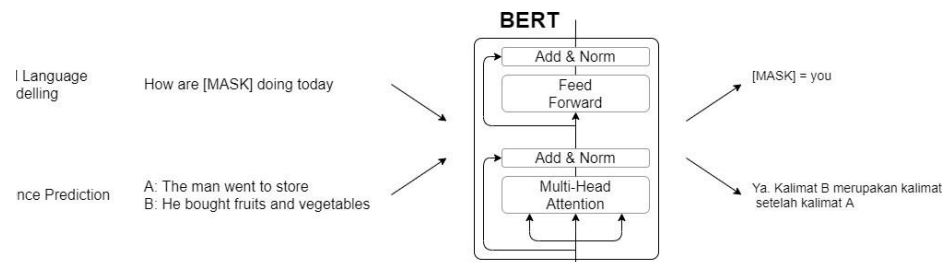 BERT
Add & Norm
Feed
Forward
Add & Norm
Multi-Head
Attention
l Language
delling
How are [MASK] doing today
[MASK] = you
nce Prediction
A: The man went to store
B: He bought fruits and vegetables
Ya. Kalimat B merupakan kalimat
setelah kalimat A